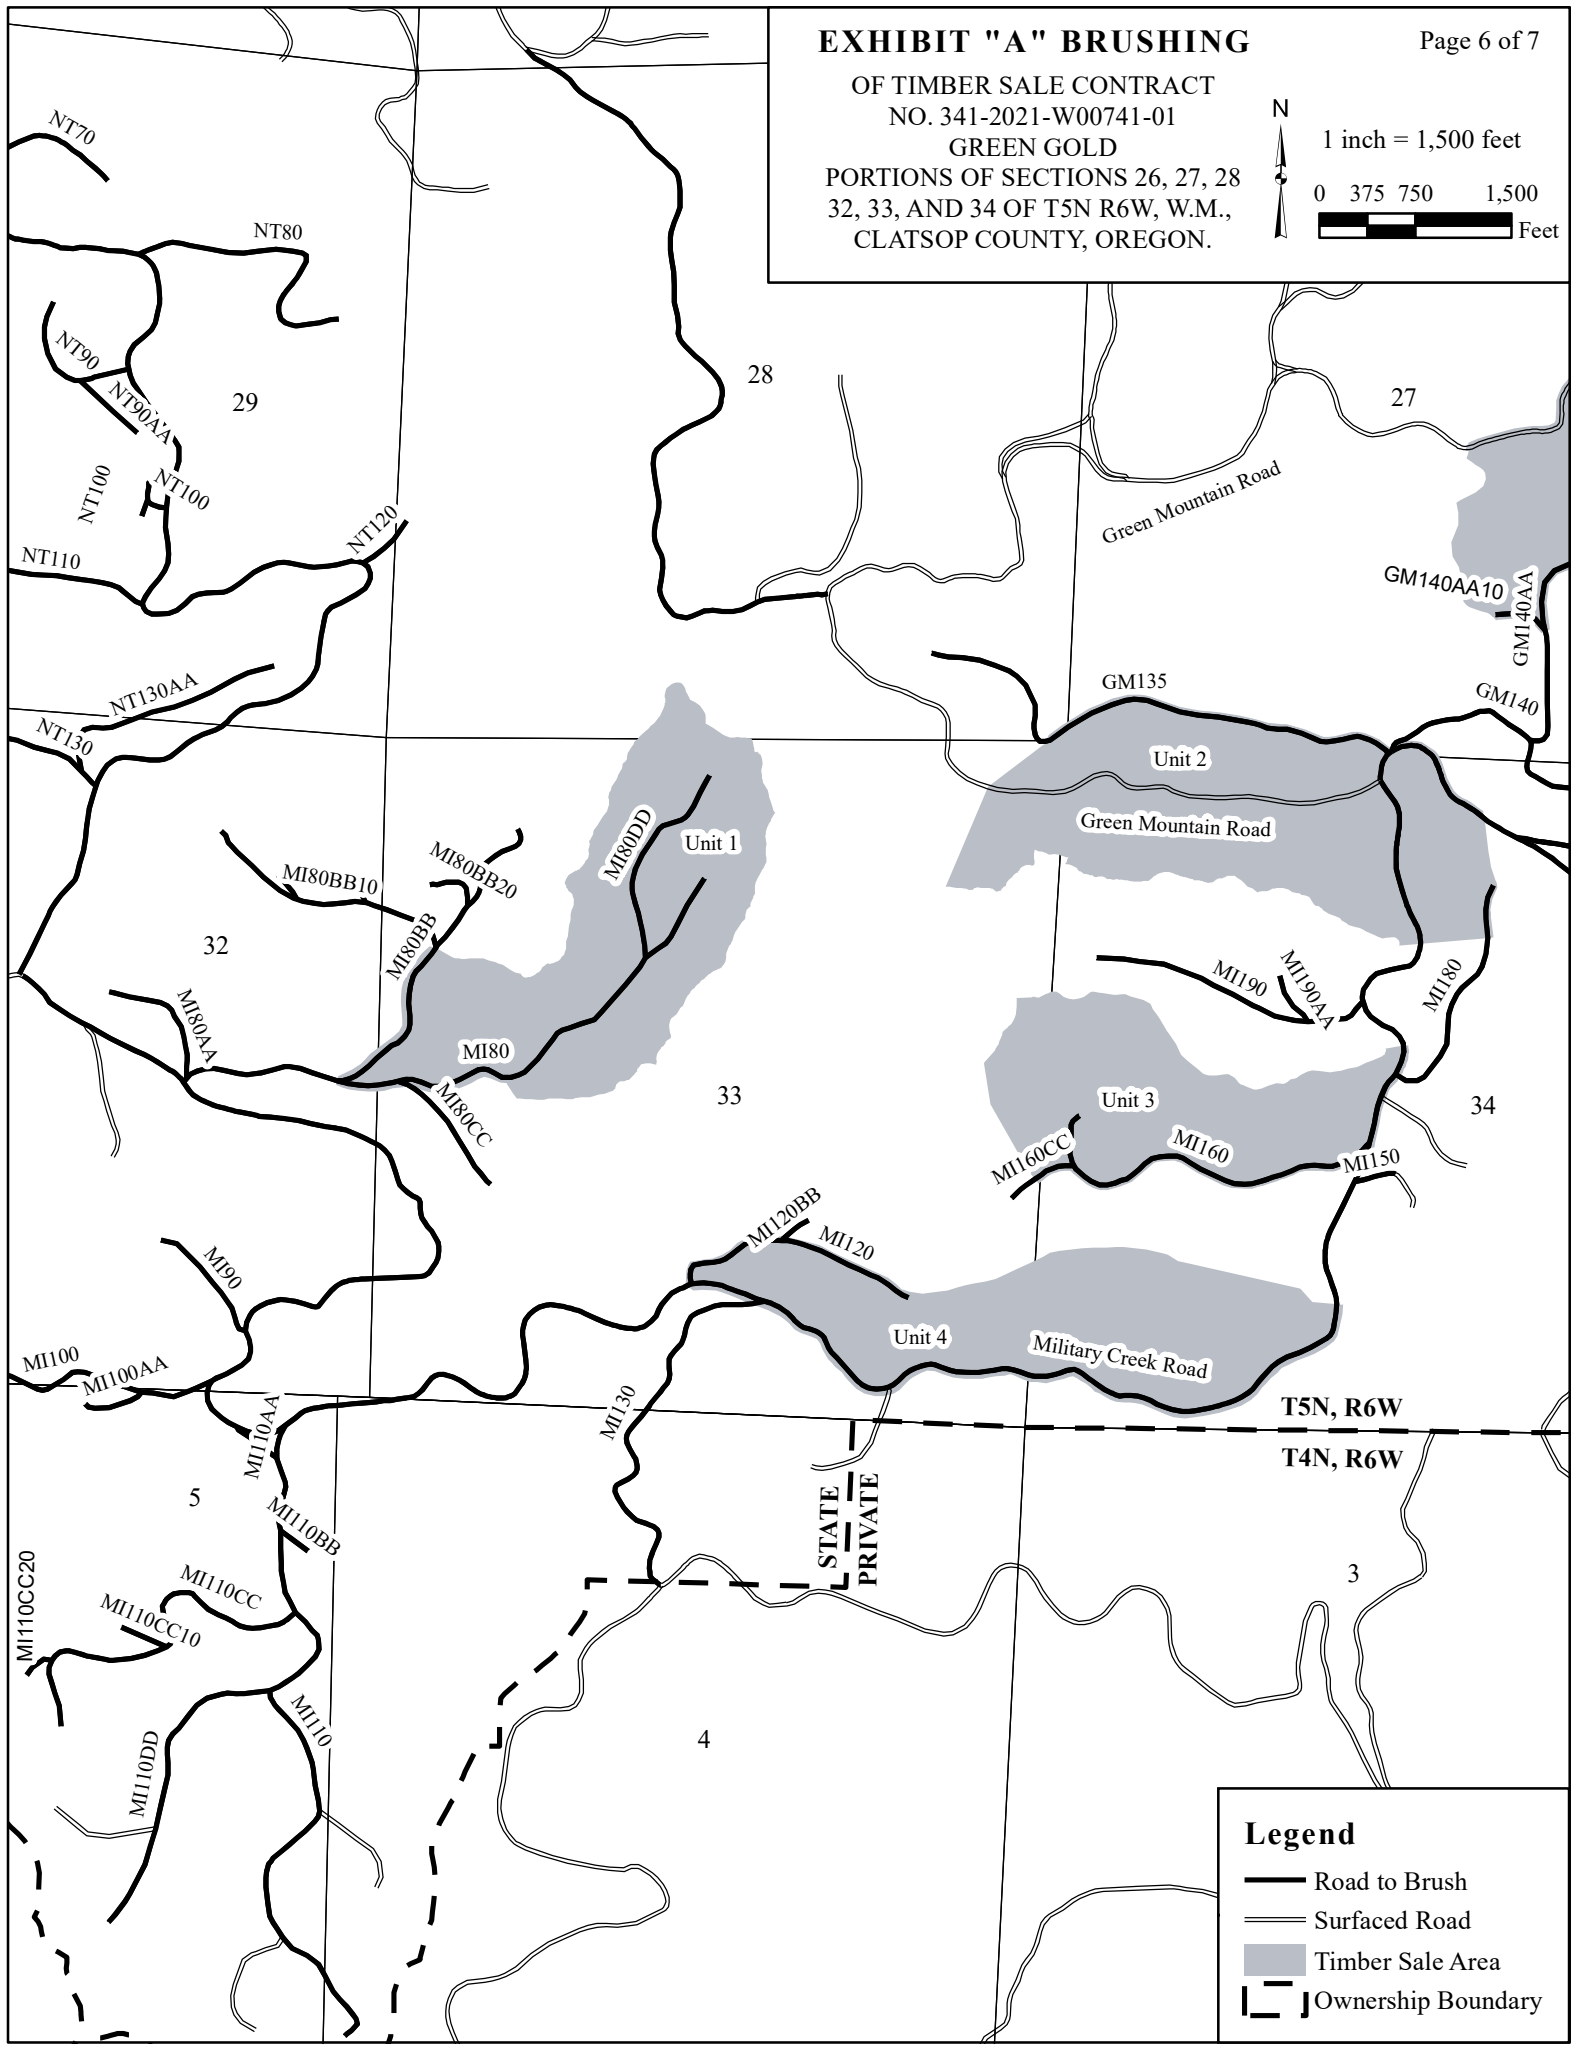 EXHIBIT "A" BRUSHING
Page 6 of 7
OF TIMBER SALE CONTRACT
NO. 341-2021-W00741-01
GREEN GOLD
PORTIONS OF SECTIONS 26, 27, 28
32, 33, AND 34 OF T5N R6W, W.M.,
CLATSOP COUNTY, OREGON.
N
1 inch = 1,500 feet
0 375 750 1,500
Feet
NT70
NT80
NT90
NT90AA
29
28
27
NT100
NT100
NT110
NT120
Green Mountain Road
GM140AA10
GM140AA
NT130AA
NT130
GM135
GM140
Unit 2
Green Mountain Road
MI80DD
Unit 1
MI80BB20
MI80BB10
MI80BB
32
MI80AA
MI80
MI80CC
33
MI190
MI190AA
MI180
Unit 3
34
MI160CC
MI160
MI150
MI120BB
MI120
MI90
Unit 4
Military Creek Road
MI100
MI100AA
MI130
MI110AA
T5N, R6W
T4N, R6W
STATE
PRIVATE
5
MI110BB
MI110CC20
MI110CC
MI110CC10
3
MI110
MI110DD
4
Legend
Road to Brush
Surfaced Road
Timber Sale Area
Ownership Boundary